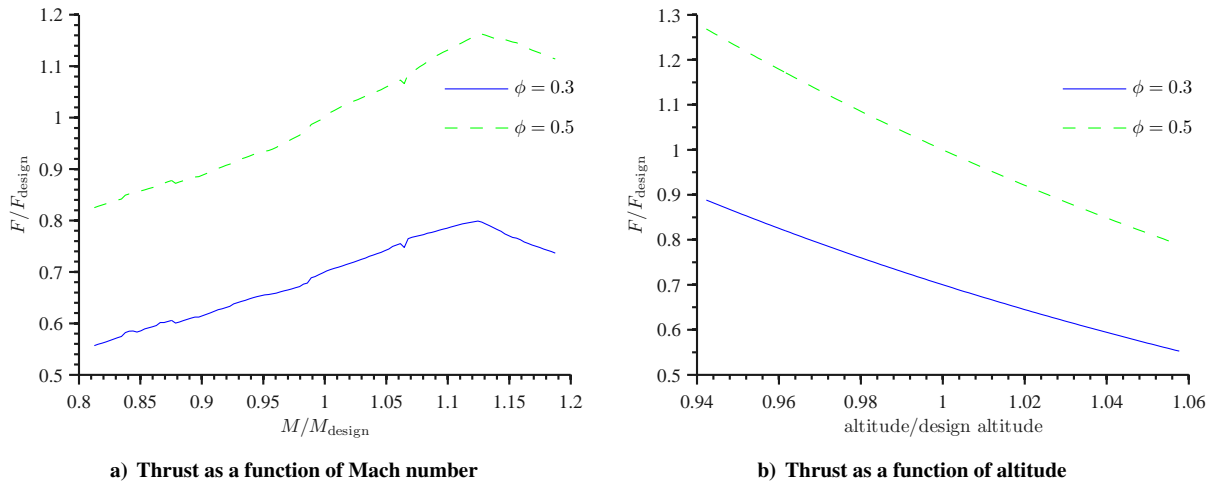 1.2
1.1
1
0.9
0.8
0.7
0.6
0.5
F/F_design
0.8 0.85 0.9 0.95 1 1.05 1.1 1.15 1.2
M/M_design
ϕ = 0.3
ϕ = 0.5
a) Thrust as a function of Mach number
1.3
1.2
1.1
1
0.9
0.8
0.7
0.6
0.5
F/F_design
0.94 0.96 0.98 1 1.02 1.04 1.06
altitude/design altitude
ϕ = 0.3
ϕ = 0.5
b) Thrust as a function of altitude